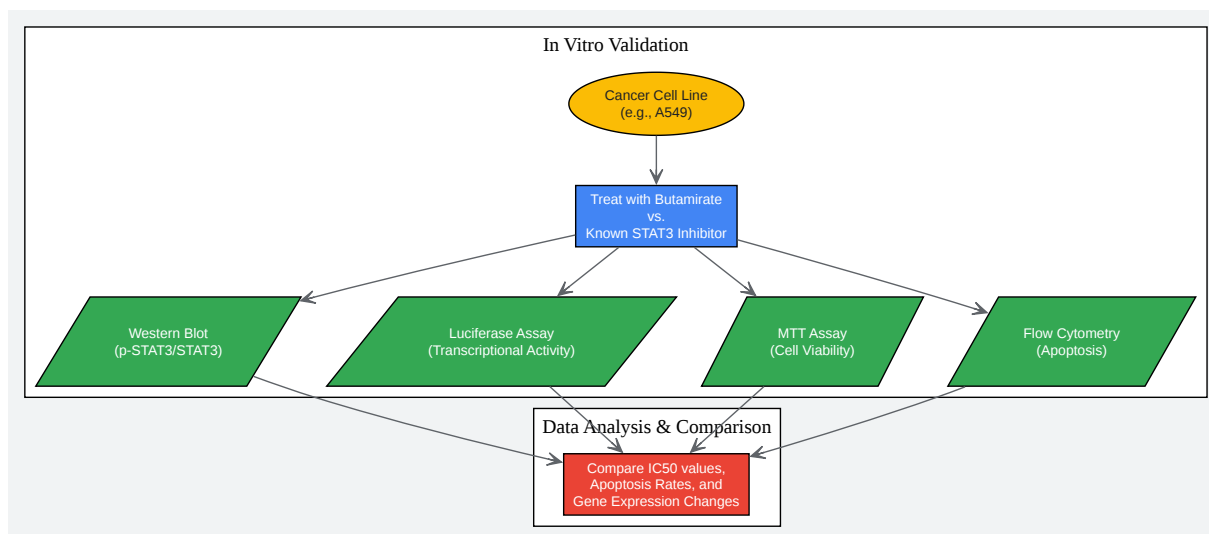 In Vitro Validation
Cancer Cell Line
(e.g., A549)
Treat with Butamirate
vs.
Known STAT3 Inhibitor
Western Blot
(p-STAT3/STAT3)
Luciferase Assay
(Transcriptional Activity)
MTT Assay
(Cell Viability)
Flow Cytometry
(Apoptosis)
Data Analysis & Comparison
Compare IC50 values,
Apoptosis Rates, and
Gene Expression Changes